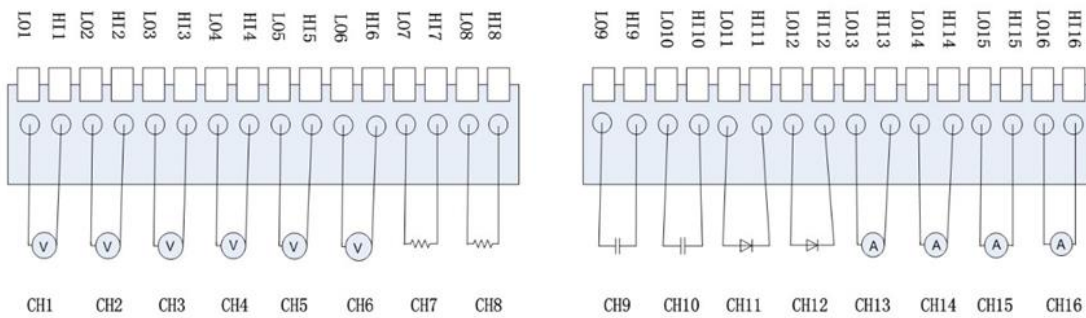 LO1 HI1 LO2 HI2 LO3 HI3 LO4 HI4 LO5 HI5 LO6 HI6 LO7 HI7 LO8 HI8 LO9 HI9 LO10 HI10 LO11 HI11 LO12 HI12 LO13 HI13 LO14 HI14 LO15 HI15 LO16 HI16
V V V V V V A A A A
CH1 CH2 CH3 CH4 CH5 CH6 CH7 CH8 CH9 CH10 CH11 CH12 CH13 CH14 CH15 CH16